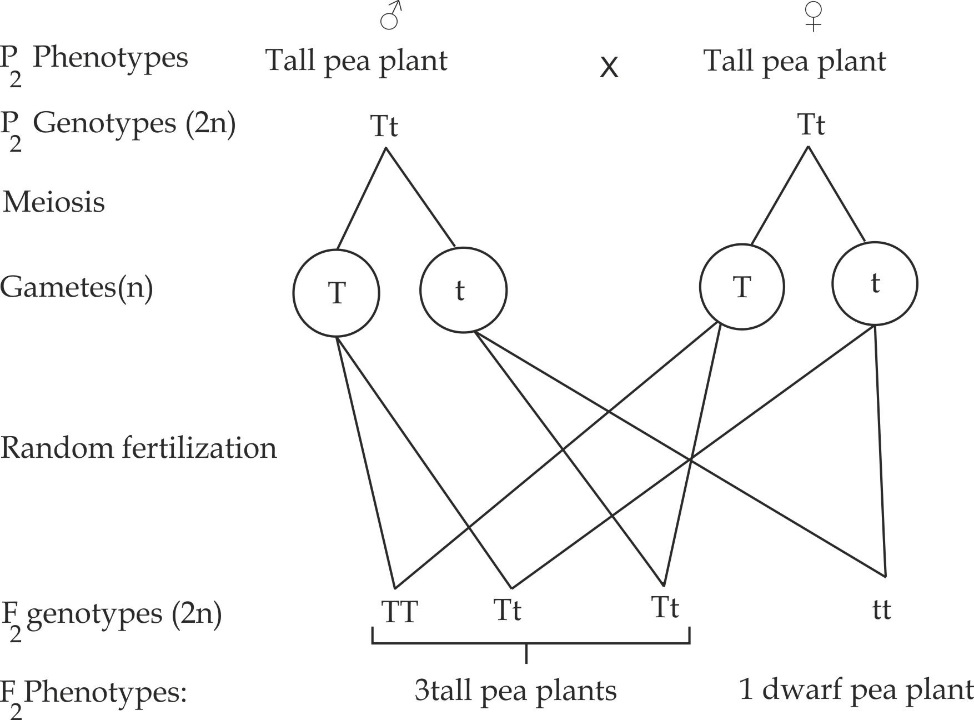 ♂ ♀
P2 Phenotypes Tall pea plant x Tall pea plant
P2 Genotypes (2n) Tt Tt
Meiosis
Gametes(n) T t T t
Random fertilization
F2 genotypes (2n) TT Tt Tt tt
F2 Phenotypes: 3tall pea plants 1 dwarf pea plant